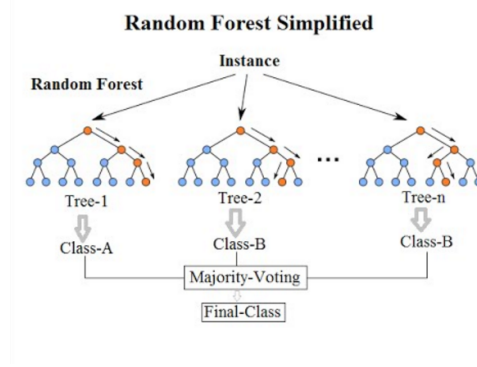 Random Forest Simplified
Instance
Random Forest
...
Tree-1
Tree-2
Tree-n
Class-A
Class-B
Class-B
Majority-Voting
Final-Class